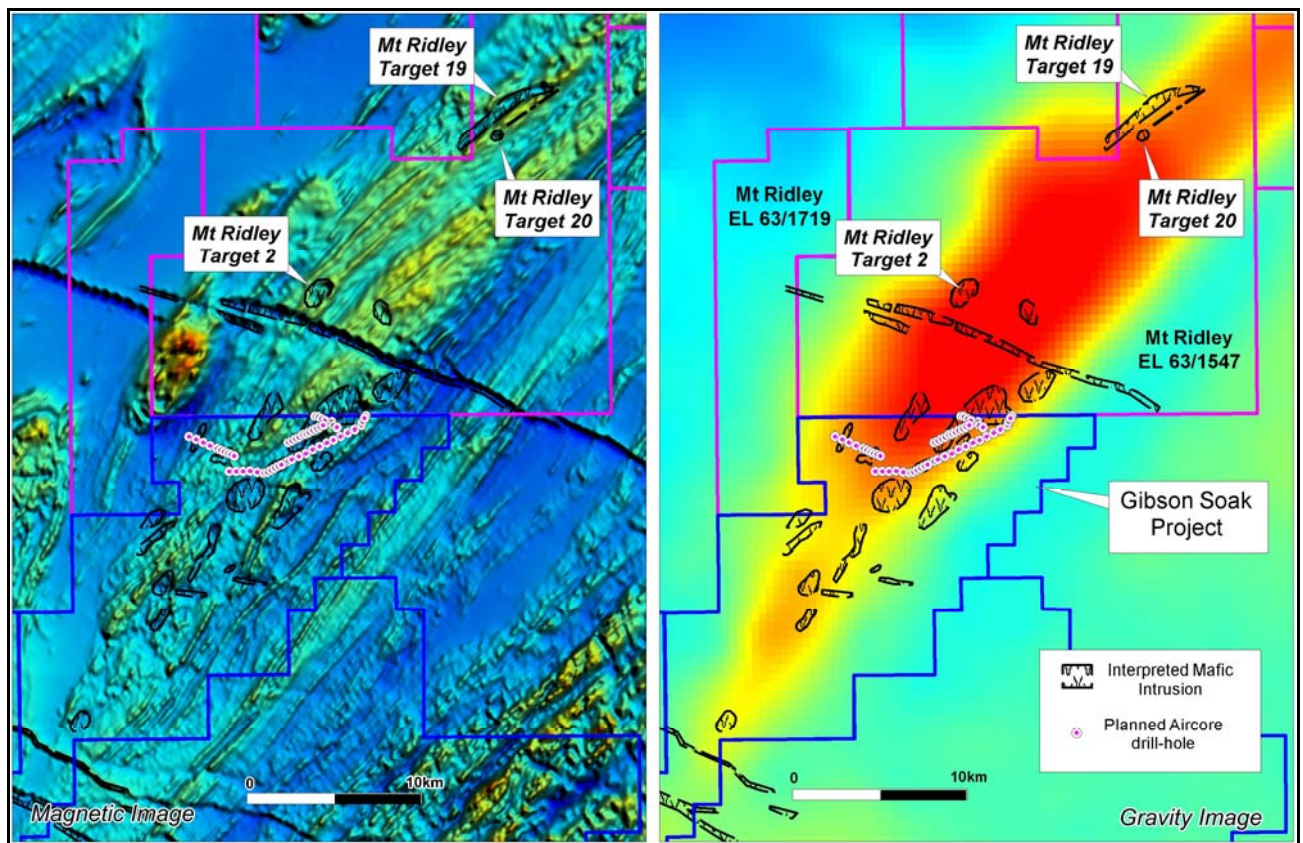 Mt Ridley
Target 19
Mt Ridley
Target 20
Mt Ridley
Target 2
0
10km
Magnetic Image
Mt Ridley
Target 19
Mt Ridley
EL 63/1719
Mt Ridley
Target 20
Mt Ridley
Target 2
Mt Ridley
EL 63/1547
Gibson Soak
Project
Interpreted Mafic
Intrusion
Planned Aircore
drill-hole
0
10km
Gravity Image